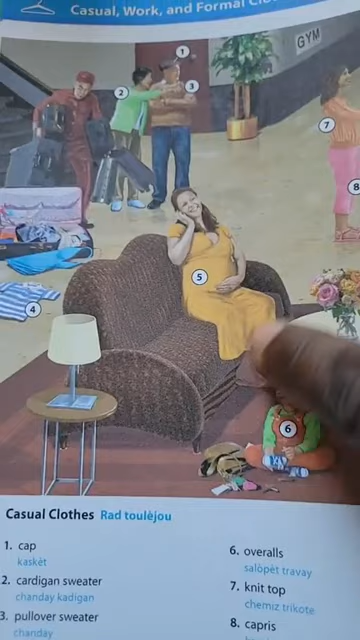 Casual, Work, and Formal
GYM
1
2
3
7
8
5
4
6
Casual Clothes Rad toulèjou
1. cap
kaskèt
2. cardigan sweater
chanday kadigan
3. pullover sweater
chanday
6. overalls
salòpèt travay
7. knit top
chemiz trikote
8. capris